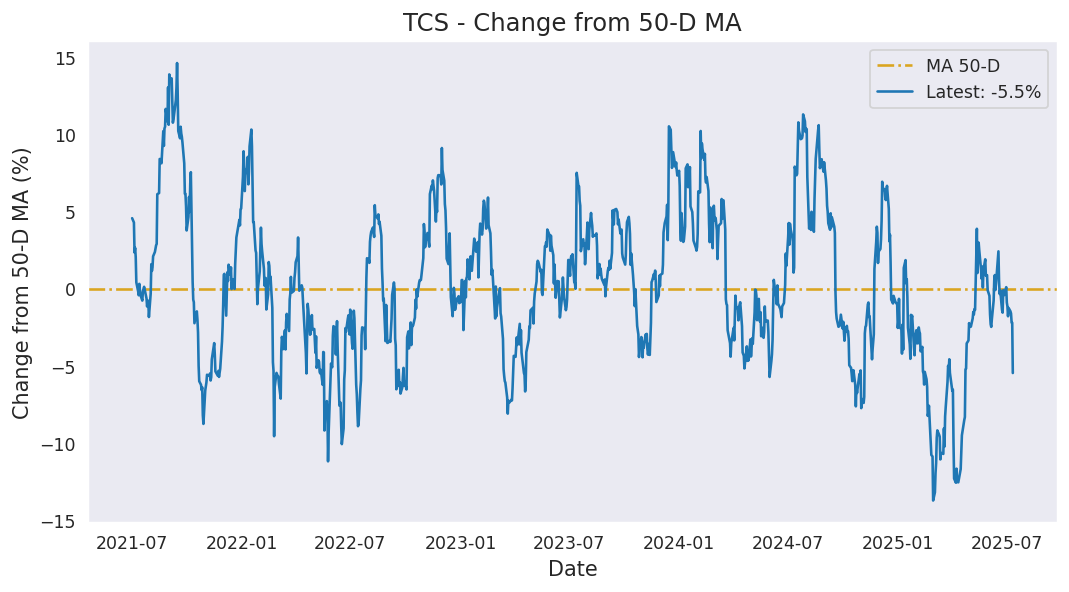 TCS - Change from 50-D MA
MA 50-D
Latest: -5.5%
Change from 50-D MA (%)
15
10
5
0
−5
−10
−15
2021-07 2022-01 2022-07 2023-01 2023-07 2024-01 2024-07 2025-01 2025-07
Date